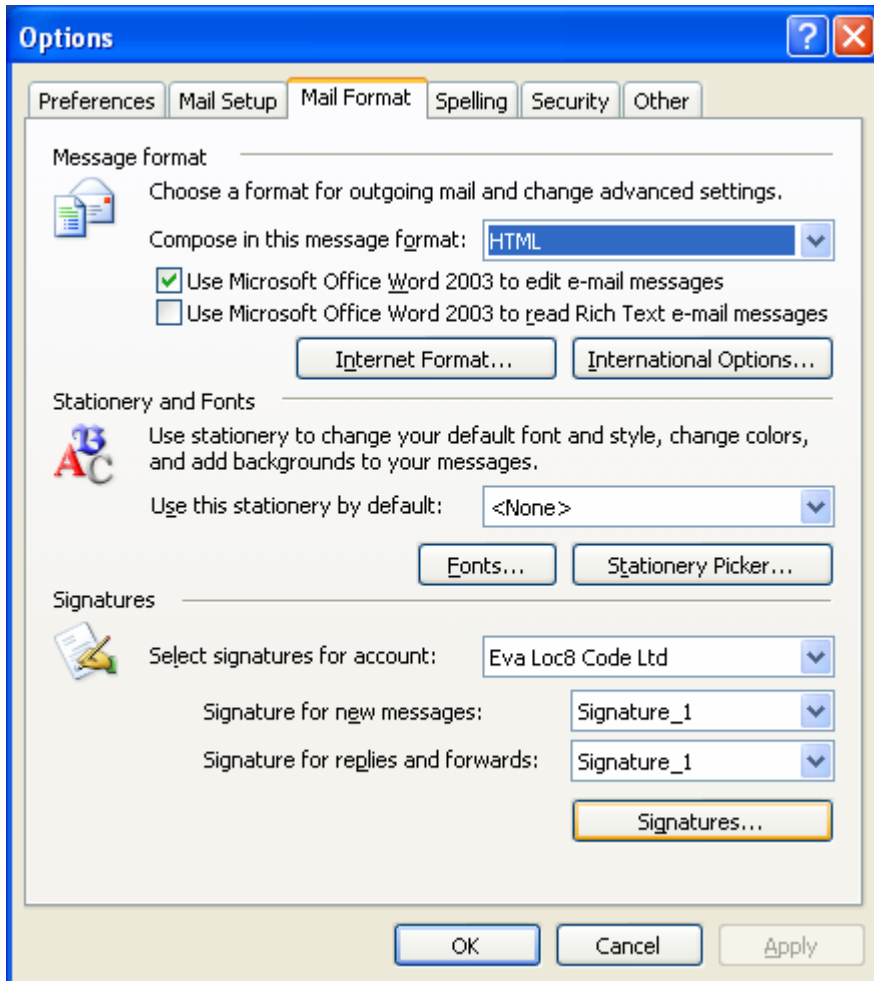 Options
Preferences Mail Setup Mail Format Spelling Security Other
Message format
Choose a format for outgoing mail and change advanced settings.
Compose in this message format: HTML
Use Microsoft Office Word 2003 to edit e-mail messages
Use Microsoft Office Word 2003 to read Rich Text e-mail messages
Internet Format... International Options...
Stationery and Fonts
Use stationery to change your default font and style, change colors,
and add backgrounds to your messages.
Use this stationery by default: <None>
Fonts... Stationery Picker...
Signatures
Select signatures for account: Eva Loc8 Code Ltd
Signature for new messages: Signature_1
Signature for replies and forwards: Signature_1
Signatures...
OK Cancel Apply